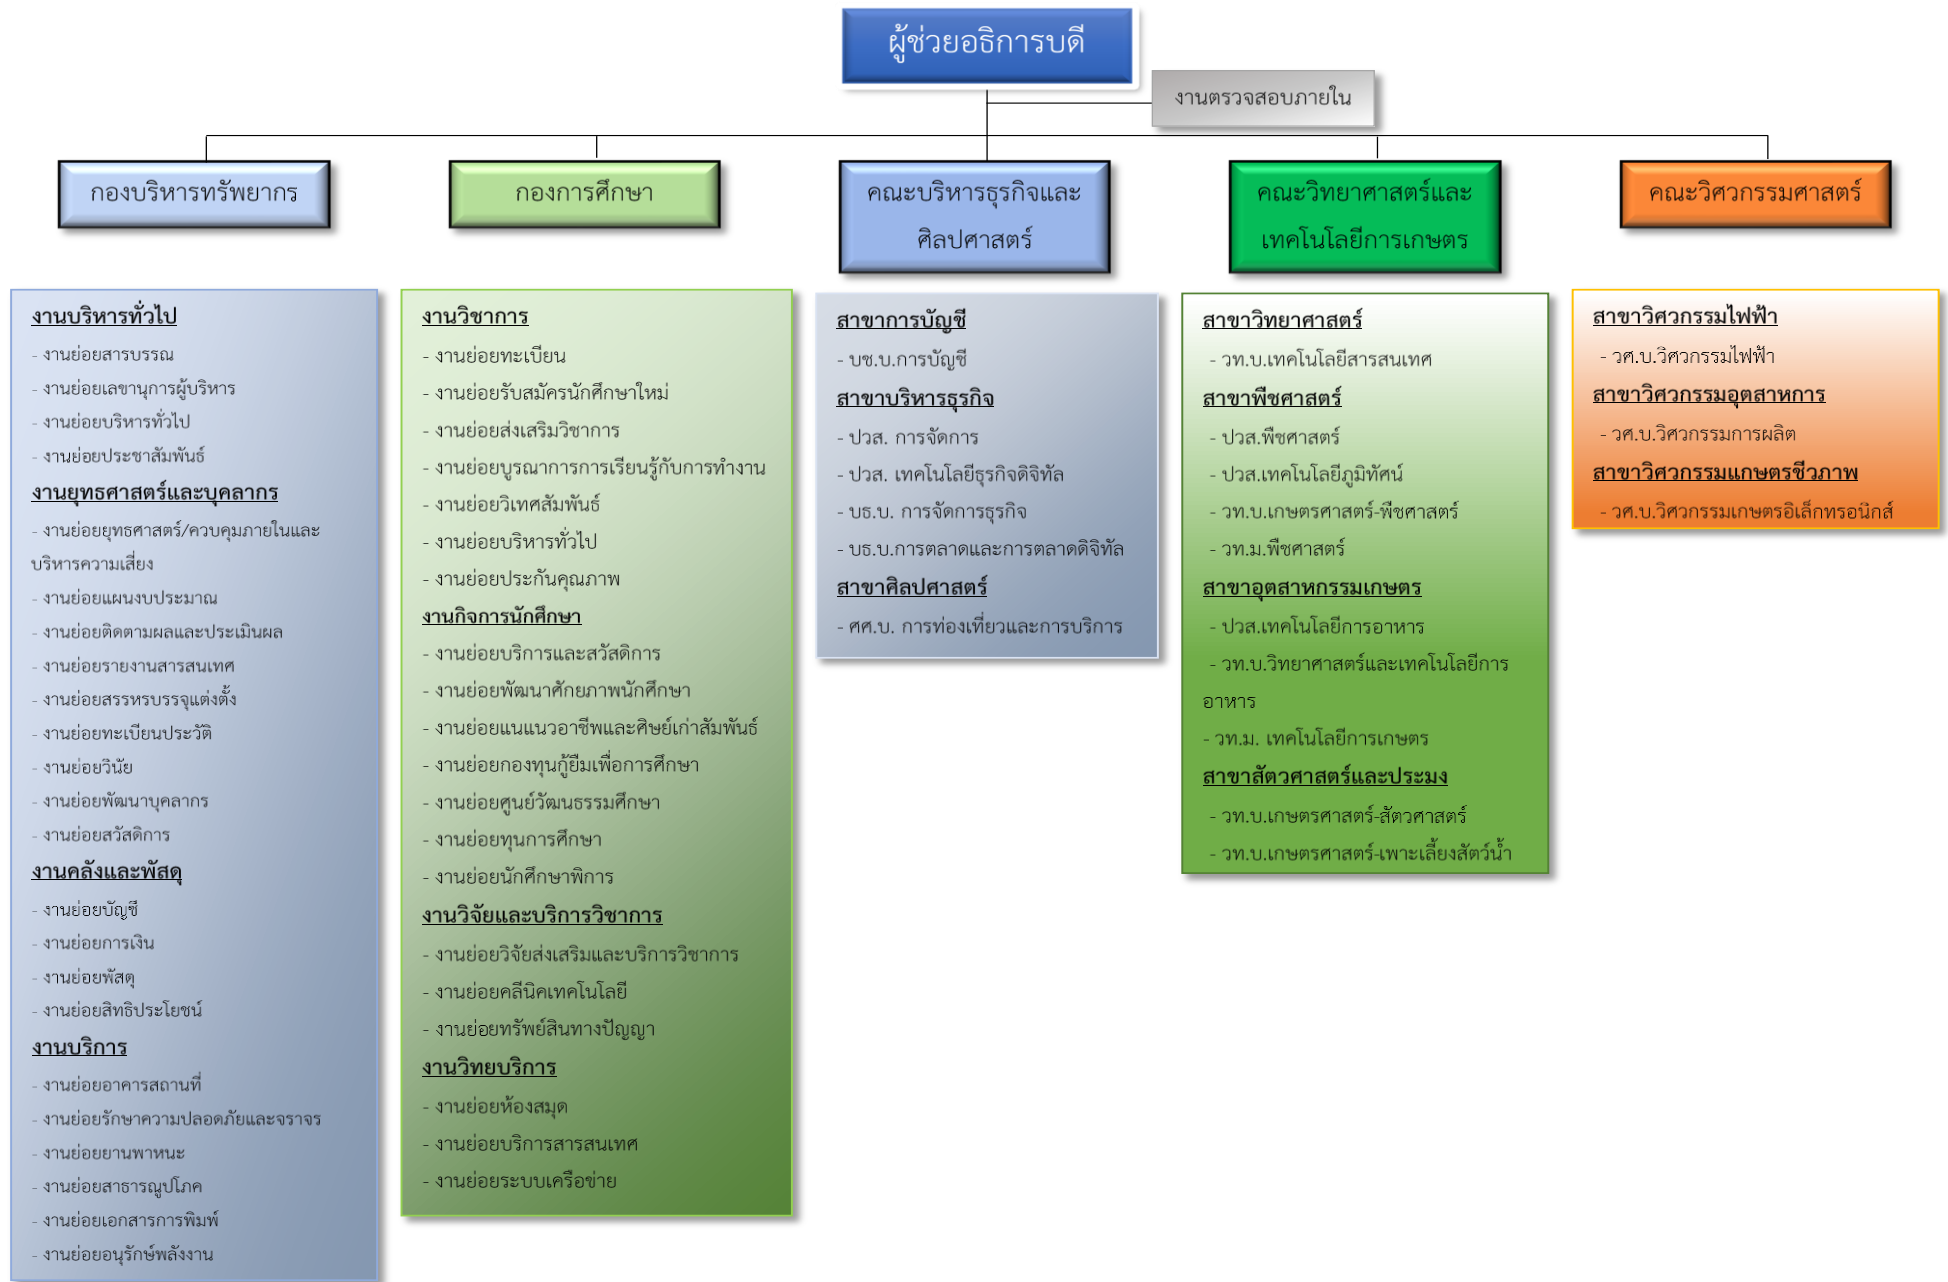 ผู้ช่วยอธิการบดี
งานตรวจสอบภายใน
กองบริหารทรัพยากร
กองการศึกษา
คณะบริหารธุรกิจและ
ศิลปศาสตร์
คณะวิทยาศาสตร์และ
เทคโนโลยีการเกษตร
คณะวิศวกรรมศาสตร์
งานบริหารทั่วไป
- งานย่อยสารบรรณ
- งานย่อยเลขานุการผู้บริหาร
- งานย่อยบริหารทั่วไป
- งานย่อยประชาสัมพันธ์
งานยุทธศาสตร์และบุคลากร
- งานย่อยยุทธศาสตร์/ควบคุมภายในและ
บริหารความเสี่ยง
- งานย่อยแผนงบประมาณ
- งานย่อยติดตามผลและประเมินผล
- งานย่อยรายงานสารสนเทศ
- งานย่อยสรรหรบรรจุแต่งตั้ง
- งานย่อยทะเบียนประวัติ
- งานย่อยวินัย
- งานย่อยพัฒนาบุคลากร
- งานย่อยสวัสดิการ
งานคลังและพัสดุ
- งานย่อยบัญชี
- งานย่อยการเงิน
- งานย่อยพัสดุ
- งานย่อยสิทธิประโยชน์
งานบริการ
- งานย่อยอาคารสถานที่
- งานย่อยรักษาความปลอดภัยและจราจร
- งานย่อยยานพาหนะ
- งานย่อยสาธารณูปโภค
- งานย่อยเอกสารการพิมพ์
- งานย่อยอนุรักษ์พลังงาน
งานวิชาการ
- งานย่อยทะเบียน
- งานย่อยรับสมัครนักศึกษาใหม่
- งานย่อยส่งเสริมวิชาการ
- งานย่อยบูรณาการการเรียนรู้กับการทำงาน
- งานย่อยวิเทศสัมพันธ์
- งานย่อยบริหารทั่วไป
- งานย่อยประกันคุณภาพ
งานกิจการนักศึกษา
- งานย่อยบริการและสวัสดิการ
- งานย่อยพัฒนาศักยภาพนักศึกษา
- งานย่อยแนแนวอาชีพและศิษย์เก่าสัมพันธ์
- งานย่อยกองทุนกู้ยืมเพื่อการศึกษา
- งานย่อยศูนย์วัฒนธรรมศึกษา
- งานย่อยทุนการศึกษา
- งานย่อยนักศึกษาพิการ
งานวิจัยและบริการวิชาการ
- งานย่อยวิจัยส่งเสริมและบริการวิชาการ
- งานย่อยคลีนิคเทคโนโลยี
- งานย่อยทรัพย์สินทางปัญญา
งานวิทยบริการ
- งานย่อยห้องสมุด
- งานย่อยบริการสารสนเทศ
- งานย่อยระบบเครือข่าย
สาขาการบัญชี
- บช.บ.การบัญชี
สาขาบริหารธุรกิจ
- ปวส. การจัดการ
- ปวส. เทคโนโลยีธุรกิจดิจิทัล
- บธ.บ. การจัดการธุรกิจ
- บธ.บ.การตลาดและการตลาดดิจิทัล
สาขาศิลปศาสตร์
- ศศ.บ. การท่องเที่ยวและการบริการ
สาขาวิทยาศาสตร์
- วท.บ.เทคโนโลยีสารสนเทศ
สาขาพืชศาสตร์
- ปวส.พืชศาสตร์
- ปวส.เทคโนโลยีภูมิทัศน์
- วท.บ.เกษตรศาสตร์-พืชศาสตร์
- วท.ม.พืชศาสตร์
สาขาอุตสาหกรรมเกษตร
- ปวส.เทคโนโลยีการอาหาร
- วท.บ.วิทยาศาสตร์และเทคโนโลยีการ
อาหาร
- วท.ม. เทคโนโลยีการเกษตร
สาขาสัตวศาสตร์และประมง
- วท.บ.เกษตรศาสตร์-สัตวศาสตร์
- วท.บ.เกษตรศาสตร์-เพาะเลี้ยงสัตว์น้ำ
สาขาวิศวกรรมไฟฟ้า
- วศ.บ.วิศวกรรมไฟฟ้า
สาขาวิศวกรรมอุตสาหการ
- วศ.บ.วิศวกรรมการผลิต
สาขาวิศวกรรมแกษตรชีวภาพ
- วศ.บ.วิศวกรรมเกษตรอิเล็กทรอนิกส์